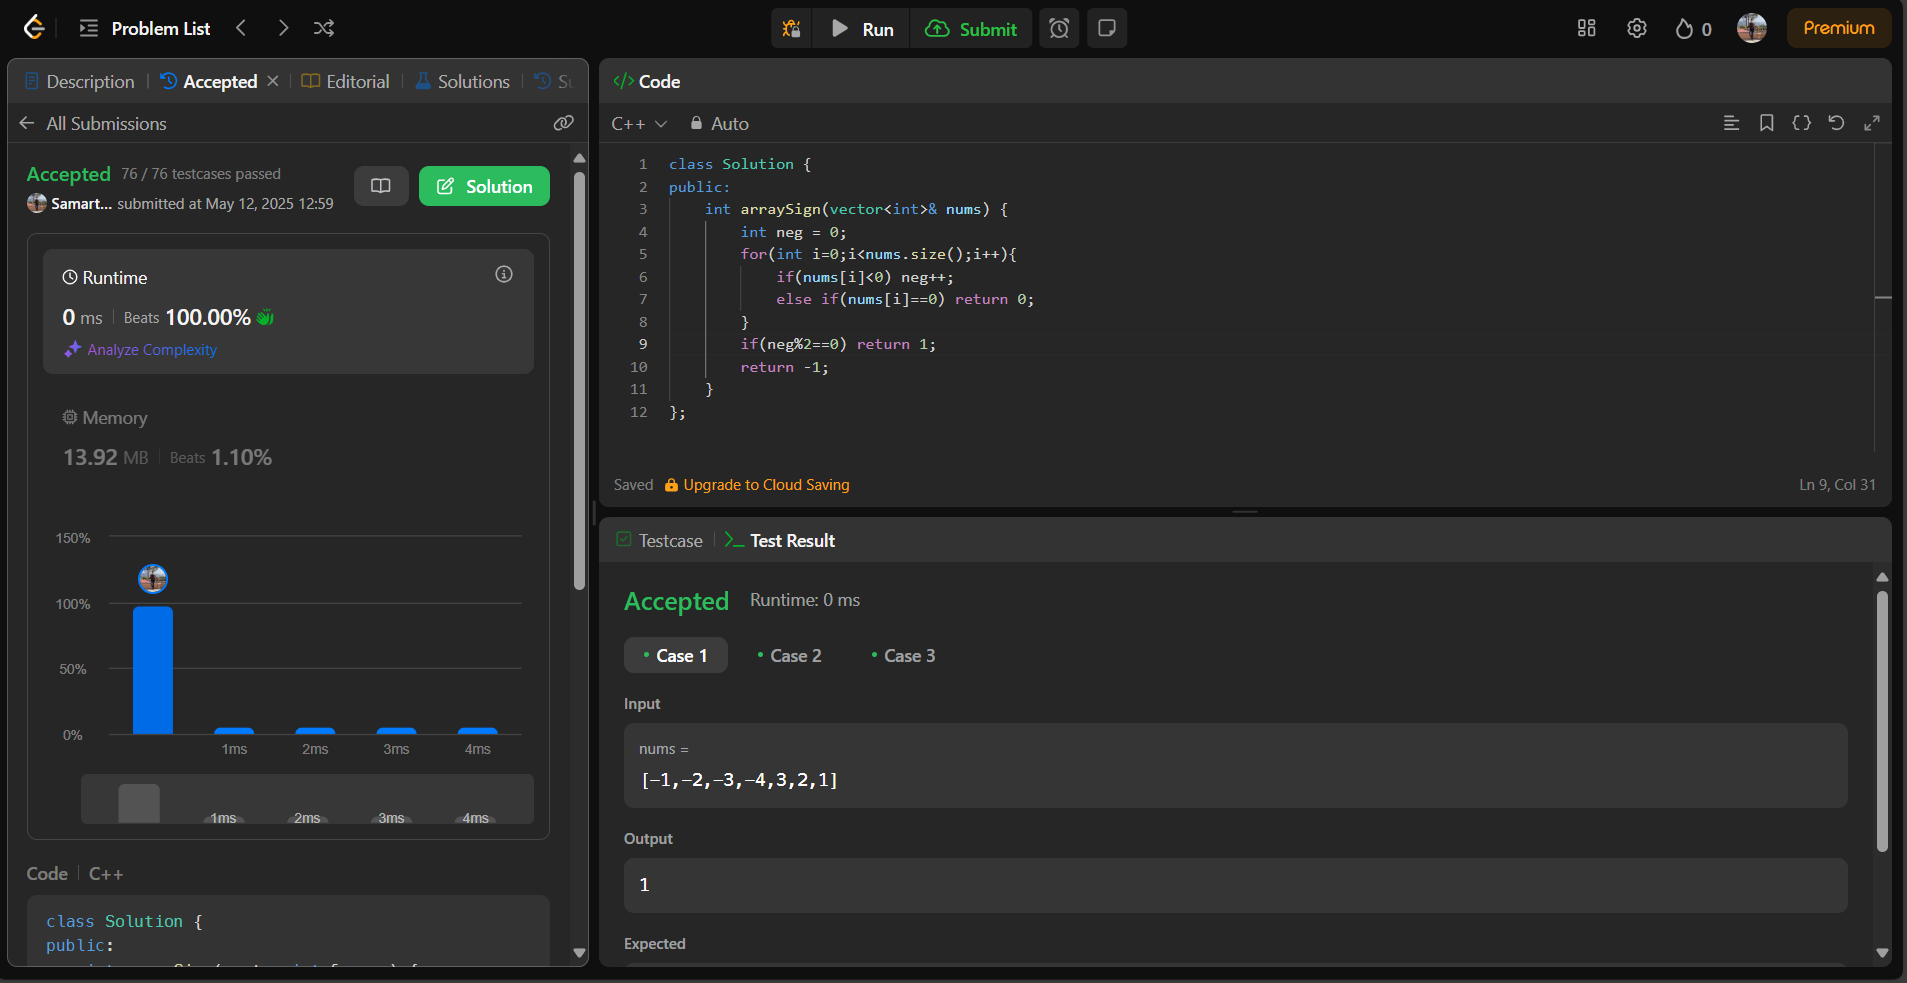 Problem List
Run
Submit
0
Premium
Description
Accepted
Editorial
Solutions
All Submissions
Accepted 76 / 76 testcases passed
Samart... submitted at May 12, 2025 12:59
Solution
Runtime
0 ms Beats 100.00%
Analyze Complexity
Memory
13.92 MB Beats 1.10%
150%
100%
50%
0%
1ms 2ms 3ms 4ms
1ms 2ms 3ms 4ms
Code C++
class Solution {
public:
</> Code
C++ Auto
1 class Solution {
2 public:
3 int arraySign(vector<int>& nums) {
4 int neg = 0;
5 for(int i=0;i<nums.size();i++){
6 if(nums[i]<0) neg++;
7 else if(nums[i]==0) return 0;
8 }
9 if(neg%2==0) return 1;
10 return -1;
11 }
12 };
Saved Upgrade to Cloud Saving
Ln 9, Col 31
Testcase
Test Result
Accepted Runtime: 0 ms
Case 1 Case 2 Case 3
Input
nums =
[-1,-2,-3,-4,3,2,1]
Output
1
Expected